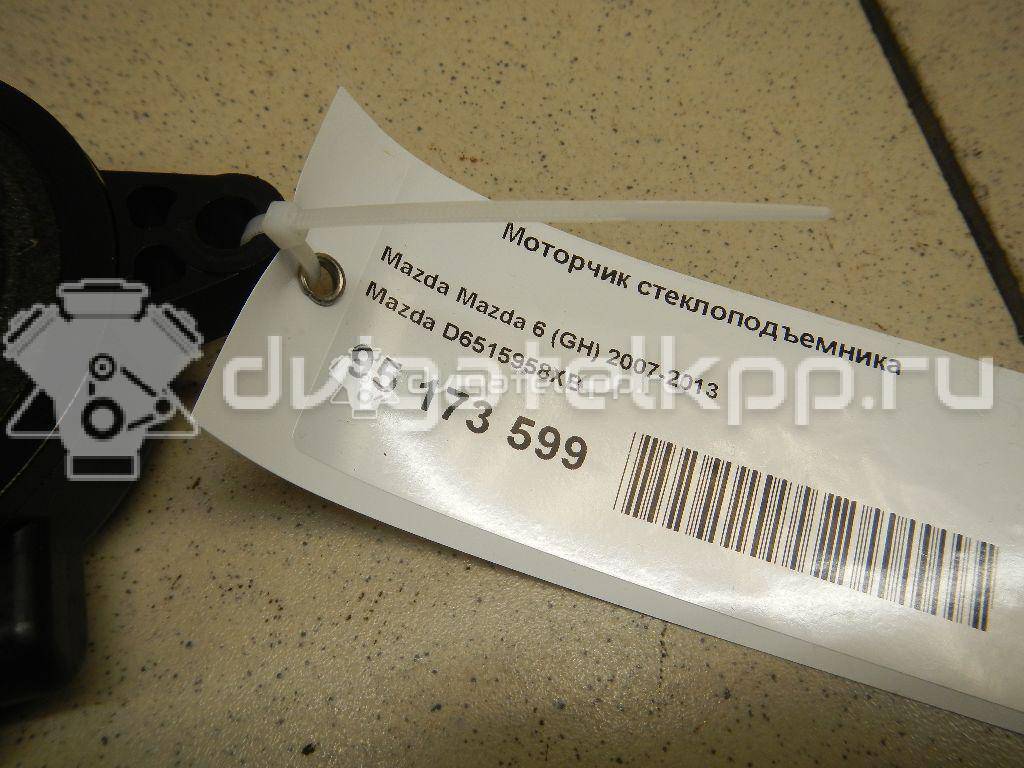 Моторчик стеклоподъемника
Mazda Mazda 6 (GH) 2007-2013
Mazda D6515958XB
95 173 599
dvigatelkpp.ru